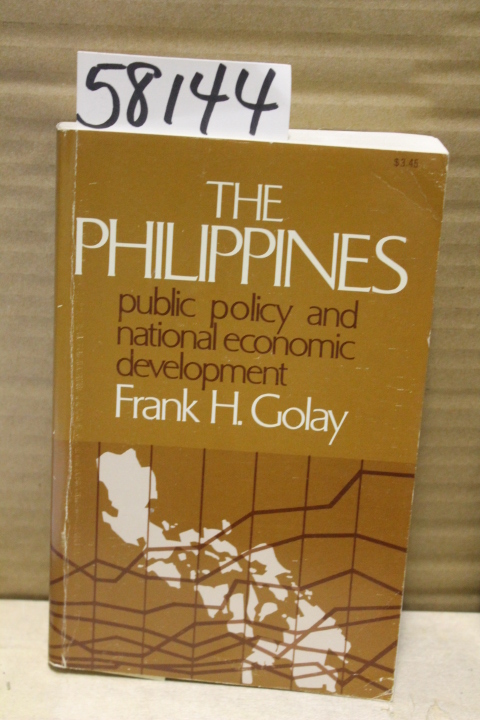 58144
$3.45
THE
PHILIPPINES
public policy and
national economic
development
Frank H. Golay